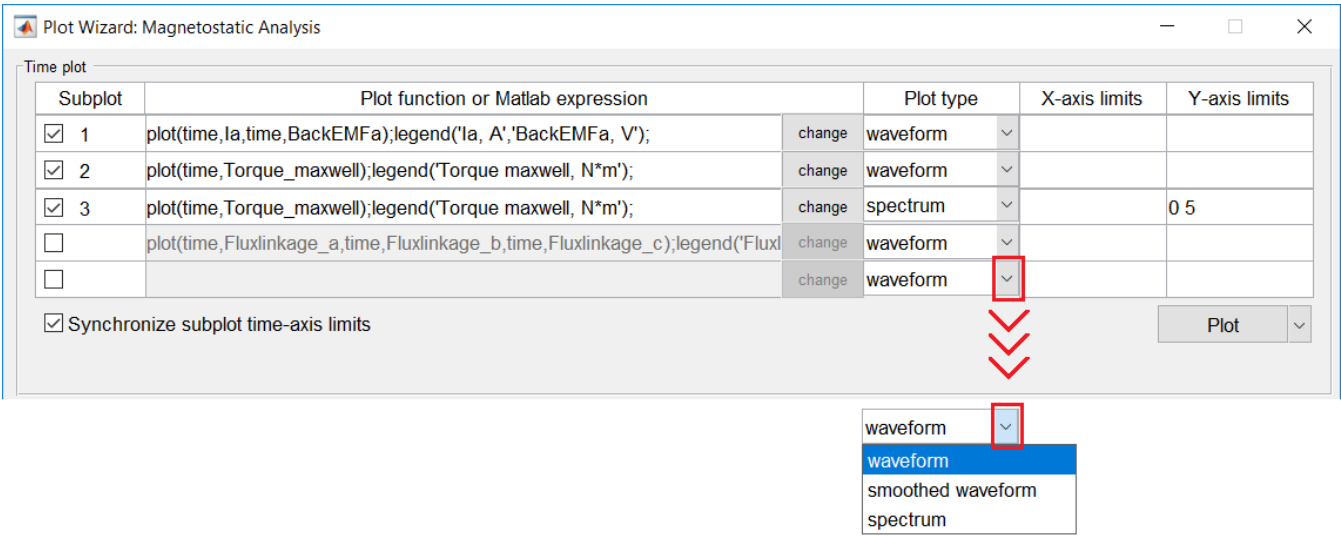 Plot Wizard: Magnetostatic Analysis
Time plot
Subplot Plot function or Matlab expression Plot type X-axis limits Y-axis limits
1 plot(time,Ia,time,BackEMFa);legend('Ia, A','BackEMFa, V'); change waveform
2 plot(time,Torque_maxwell);legend('Torque maxwell, N*m'); change waveform
3 plot(time,Torque_maxwell);legend('Torque maxwell, N*m'); change spectrum 0 5
plot(time,Fluxlinkage_a,time,Fluxlinkage_b,time,Fluxlinkage_c);legend('Fluxl change waveform
change waveform
Synchronize subplot time-axis limits Plot
waveform
waveform
smoothed waveform
spectrum